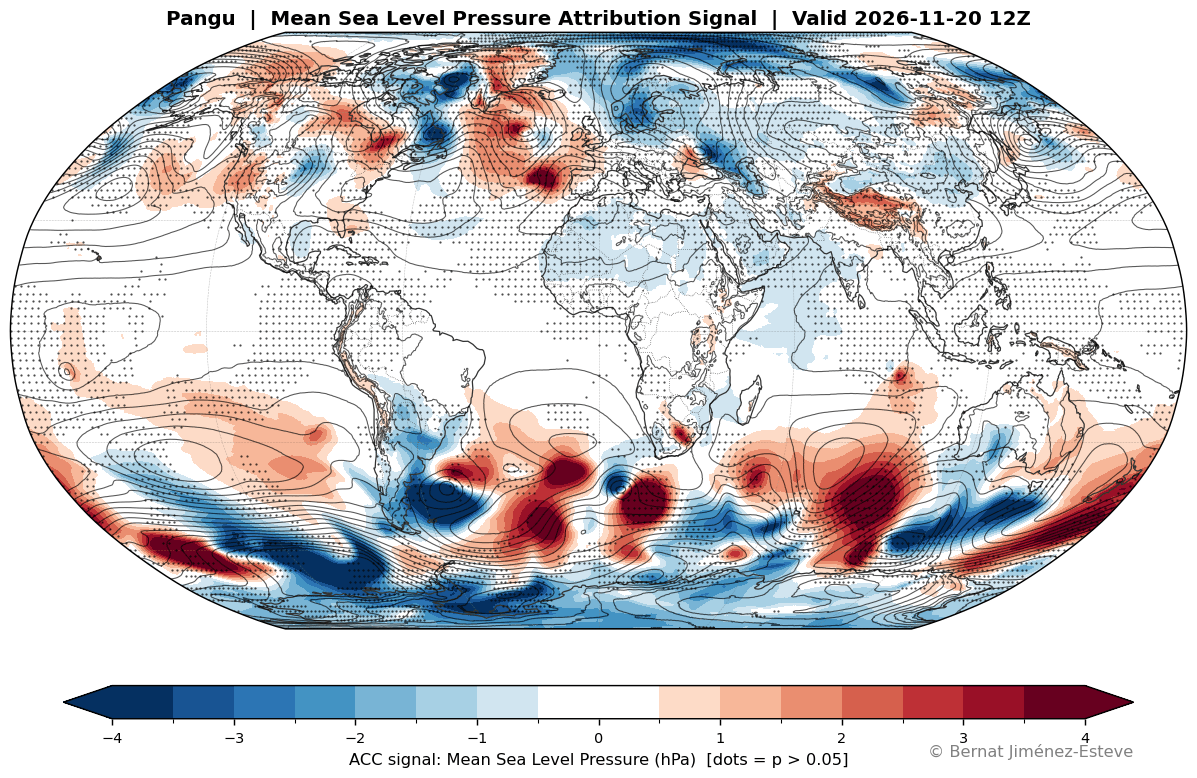 Pangu | Mean Sea Level Pressure Attribution Signal | Valid 2026-11-20 12Z
−4 −3 −2 −1 0 1 2 3 4
ACC signal: Mean Sea Level Pressure (hPa) [dots = p > 0.05]
© Bernat Jiménez-Esteve